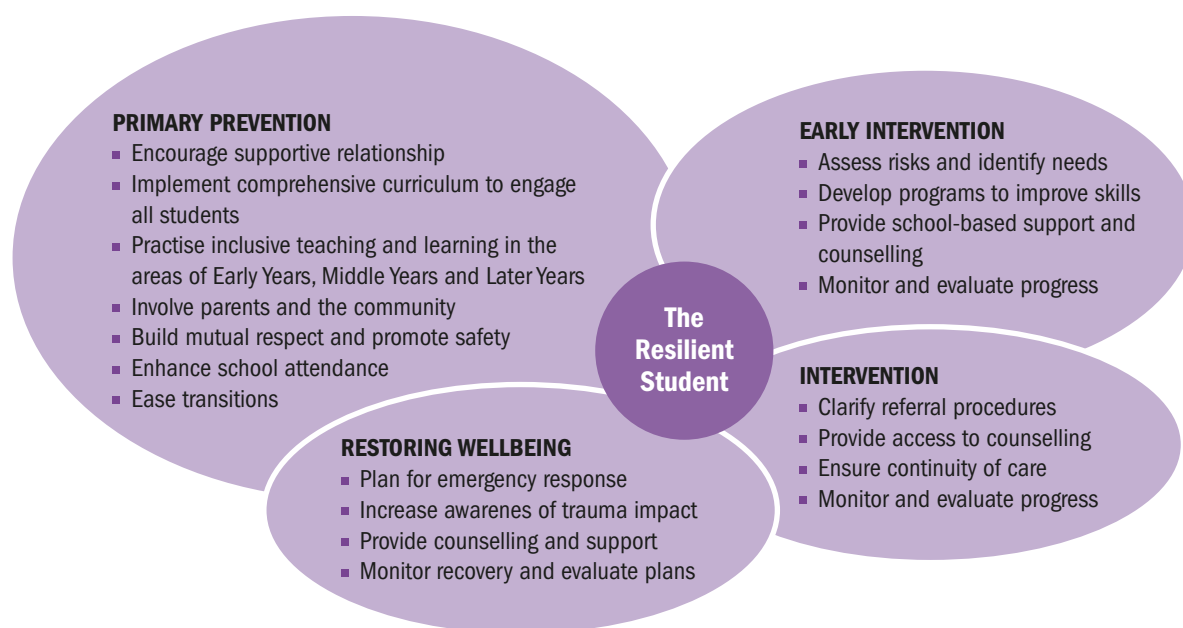 PRIMARY PREVENTION
■ Encourage supportive relationship
■ Implement comprehensive curriculum to engage
all students
■ Practise inclusive teaching and learning in the
areas of Early Years, Middle Years and Later Years
■ Involve parents and the community
■ Build mutual respect and promote safety
■ Enhance school attendance
■ Ease transitions
EARLY INTERVENTION
■ Assess risks and identify needs
■ Develop programs to improve skills
■ Provide school-based support and
counselling
■ Monitor and evaluate progress
The
Resilient
Student
INTERVENTION
■ Clarify referral procedures
■ Provide access to counselling
■ Ensure continuity of care
■ Monitor and evaluate progress
RESTORING WELLBEING
■ Plan for emergency response
■ Increase awarenes of trauma impact
■ Provide counselling and support
■ Monitor recovery and evaluate plans